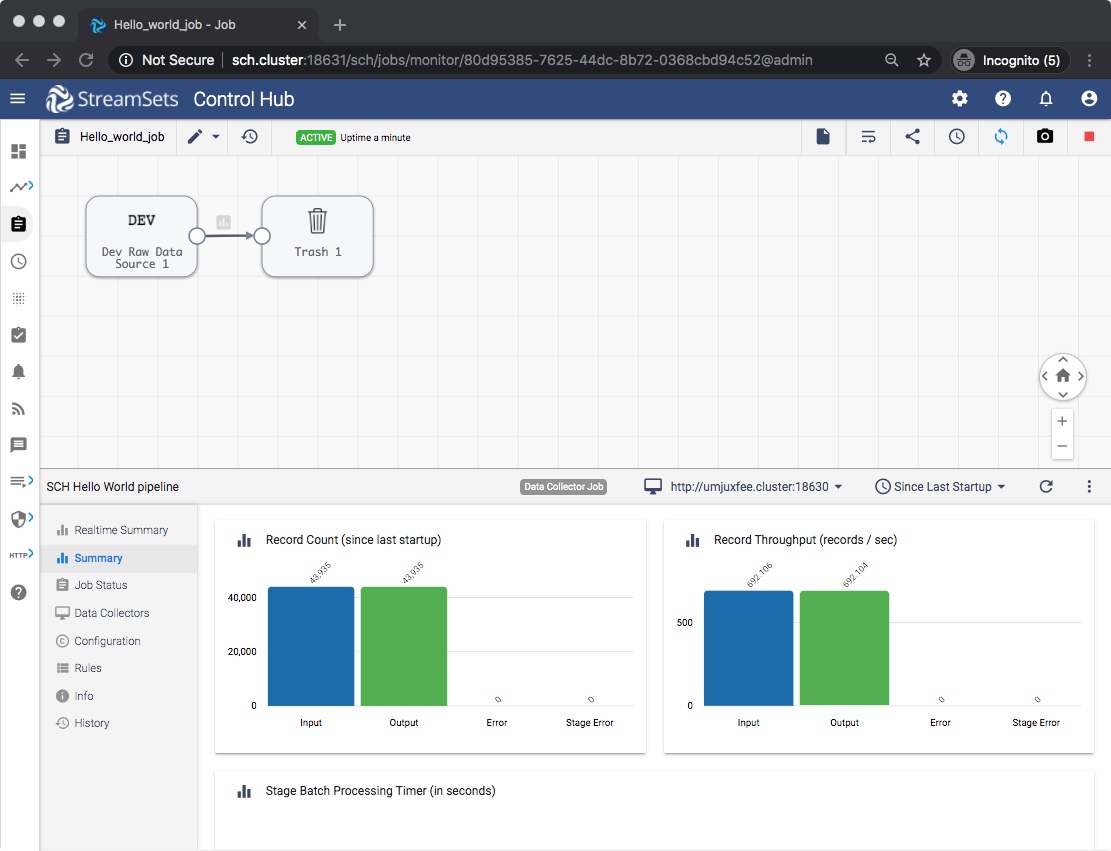 Hello_world_job - Job
Not Secure sch.cluster:18631/sch/jobs/monitor/80d95385-7625-44dc-8b72-0368cbd94c52@admin Incognito (5)
StreamSets Control Hub
Hello_world_job ACTIVE Uptime a minute
DEV
Dev Raw Data
Source 1
Trash 1
SCH Hello World pipeline Data Collector Job http://umjuxfee.cluster:18630 Since Last Startup
HTTP
Realtime Summary
Summary
Job Status
Data Collectors
Configuration
Rules
Info
History
Record Count (since last startup)
43,935 43,935
40,000
20,000
0 0 0
Input Output Error Stage Error
Record Throughput (records / sec)
692.106 692.104
500
0 0 0
Input Output Error Stage Error
Stage Batch Processing Timer (in seconds)